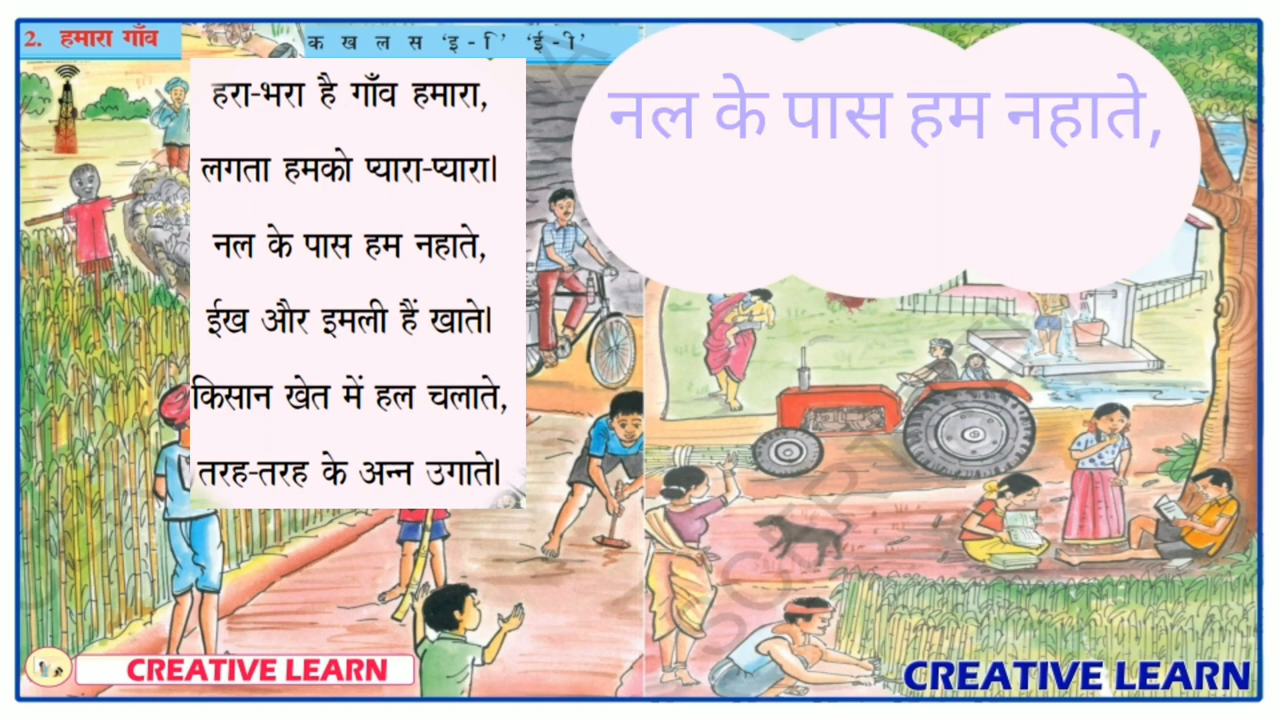 2. हमारा गाँव
क ख ल स ‘इ - ि’ ‘ई - ी’
हरा-भरा है गाँव हमारा,
लगता हमको प्यारा-प्यारा।
नल के पास हम नहाते,
ईख और इमली हैं खाते।
किसान खेत में हल चलाते,
तरह-तरह के अन्न उगाते।
नल के पास हम नहाते,
CREATIVE LEARN
CREATIVE LEARN